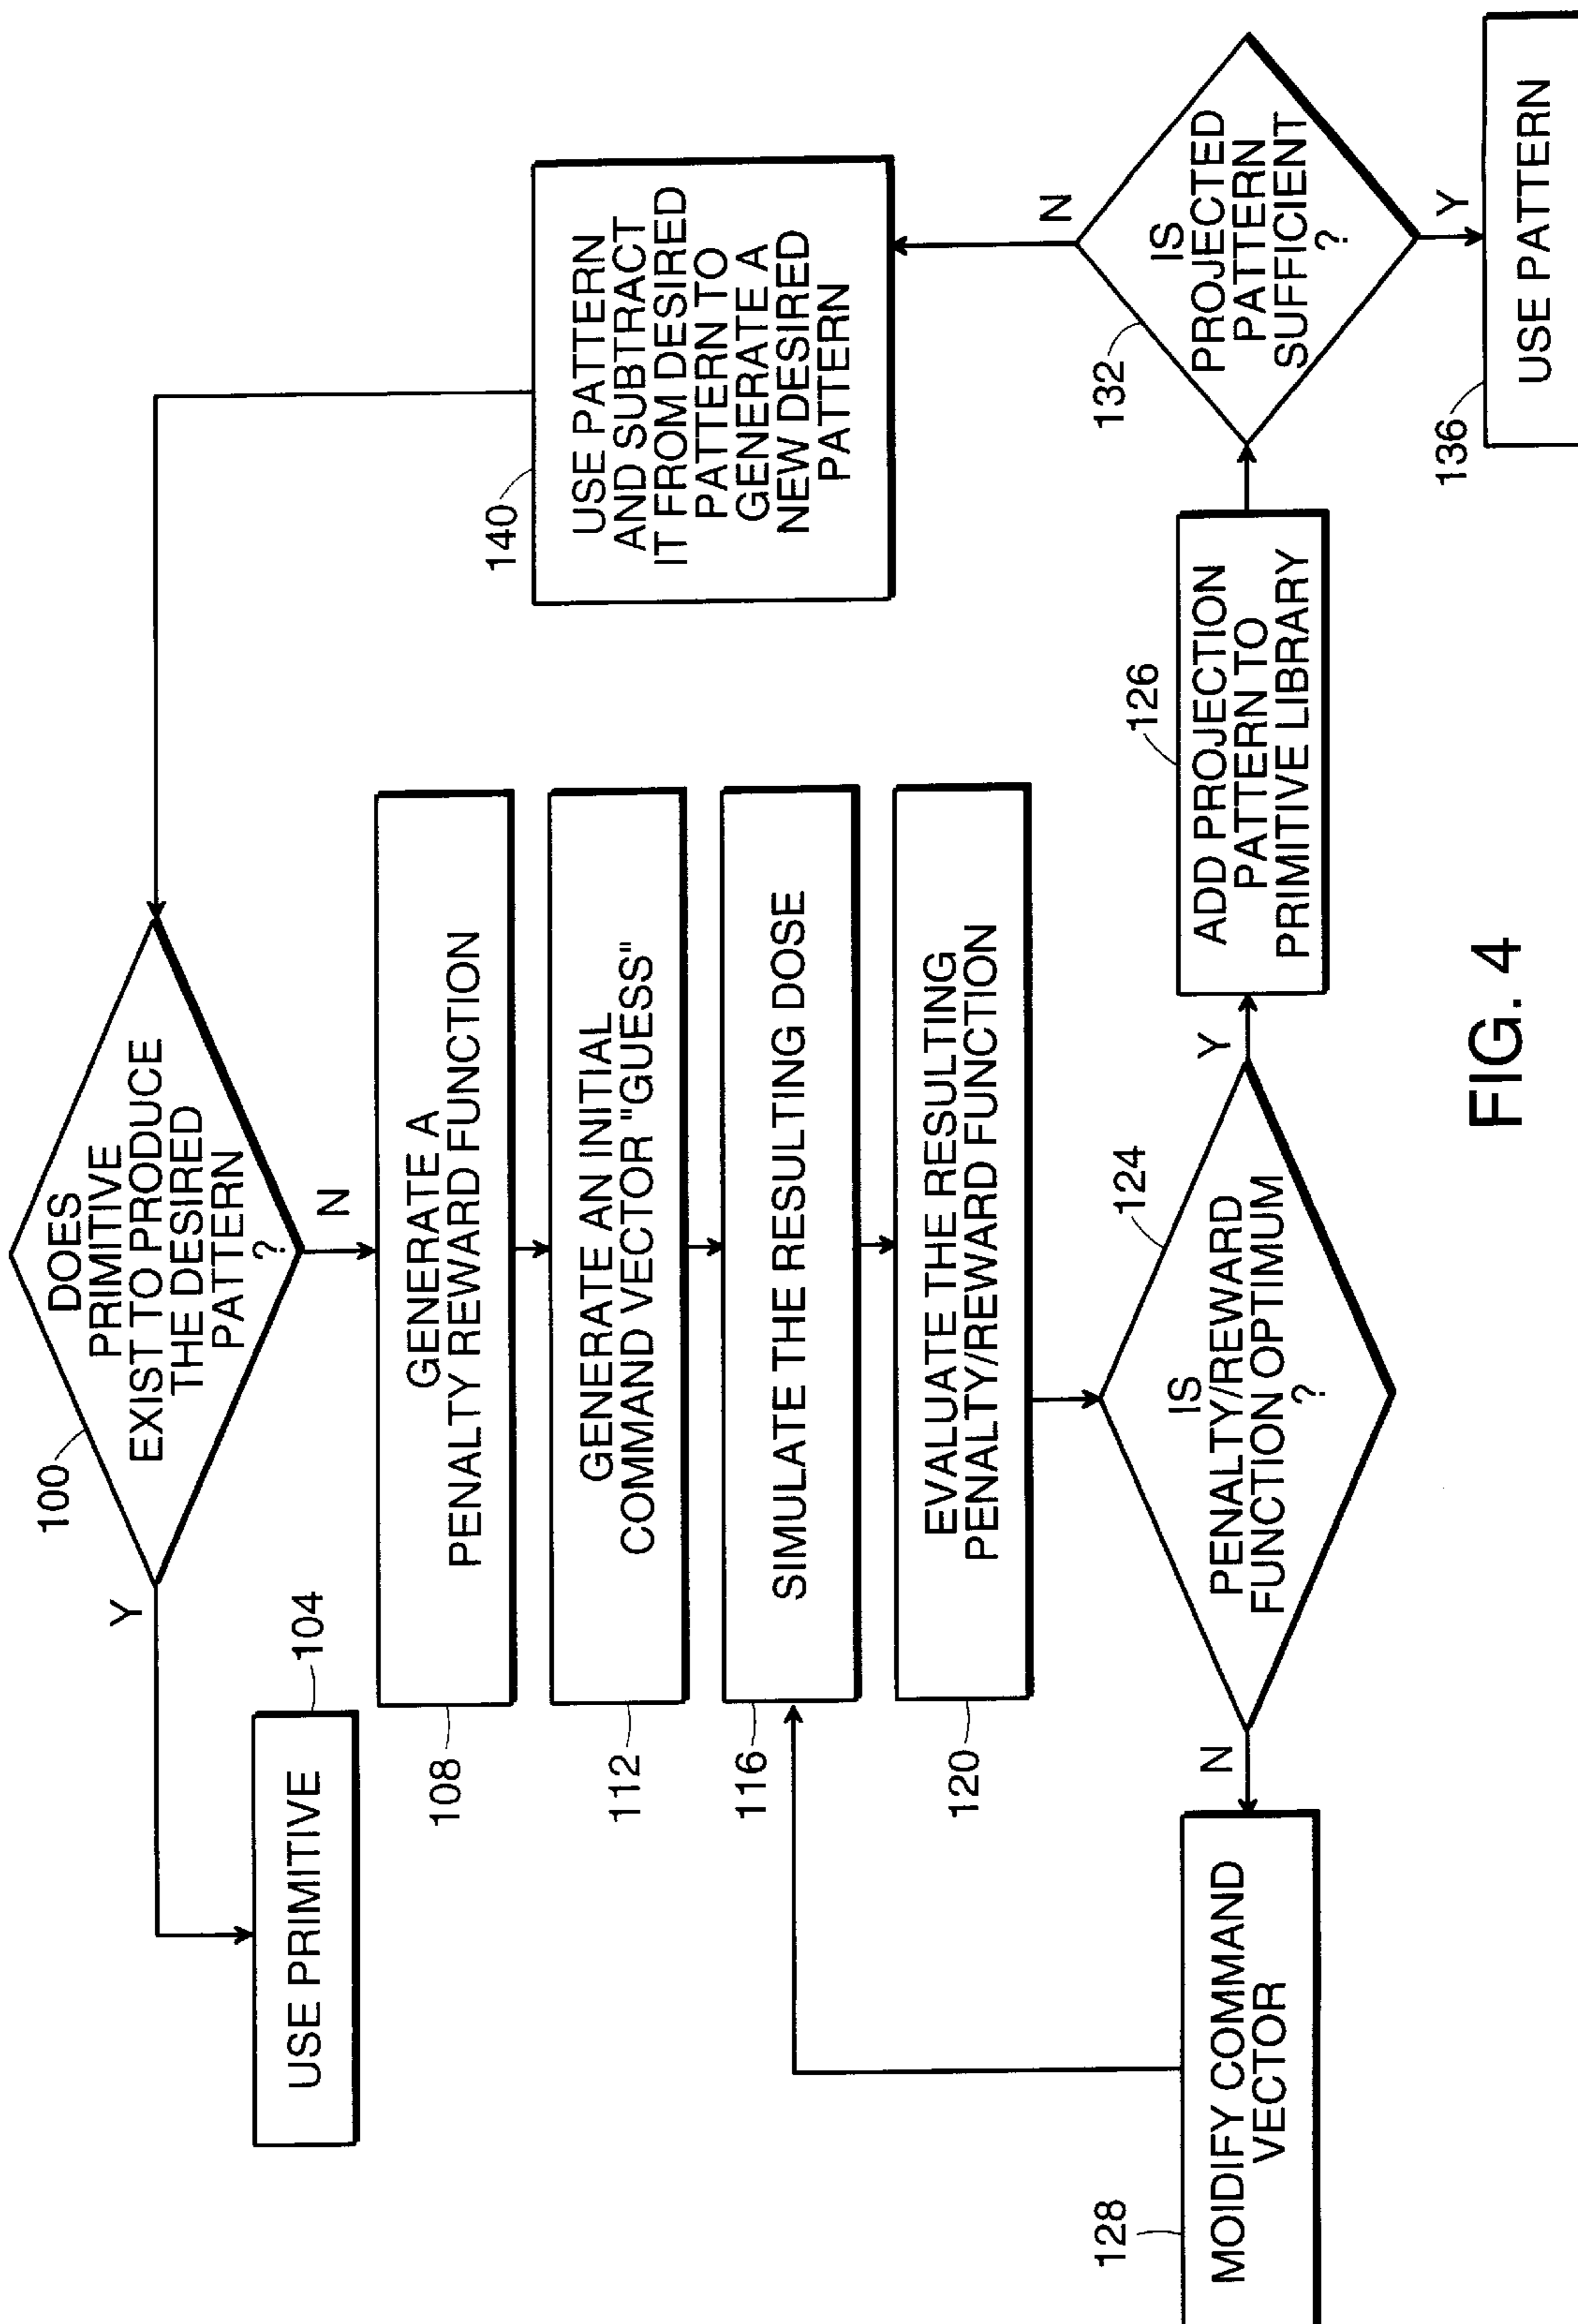 100
DOES
PRIMITIVE
EXIST TO PRODUCE
THE DESIRED
PATTERN
?
Y
N
104
USE PRIMITIVE
108
GENERATE A
PENALTY REWARD FUNCTION
112
GENERATE AN INITIAL
COMMAND VECTOR "GUESS"
116
SIMULATE THE RESULTING DOSE
120
EVALUATE THE RESULTING
PENALTY/REWARD FUNCTION
124
IS
PENALTY/REWARD
FUNCTION OPTIMUM
?
N
Y
128
MOIDIFY COMMAND
VECTOR
126
ADD PROJECTION
PATTERN TO
PRIMITIVE LIBRARY
132
IS
PROJECTED
PATTERN
SUFFICIENT
?
N
Y
140
USE PATTERN
AND SUBTRACT
IT FROM DESIRED
PATTERN TO
GENERATE A
NEW DESIRED
PATTERN
136
USE PATTERN
FIG. 4